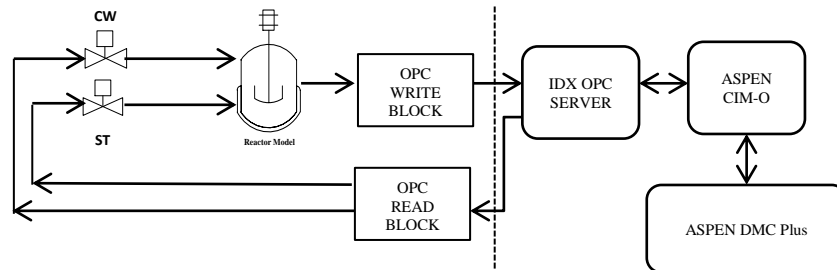 CW
ST
Reactor Model
OPC
WRITE
BLOCK
OPC
READ
BLOCK
IDX OPC
SERVER
ASPEN
CIM-O
ASPEN DMC Plus